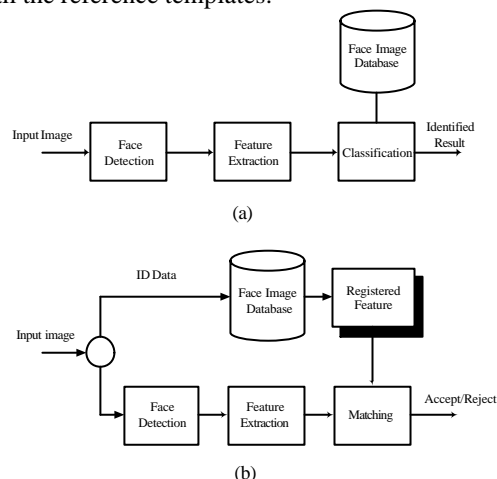 the reference templates.
Face Image
Database
Input Image
Face
Detection
Feature
Extraction
Classification
Identified
Result
(a)
ID Data
Face Image
Database
Registered
Feature
Input image
Face
Detection
Feature
Extraction
Matching
Accept/Reject
(b)